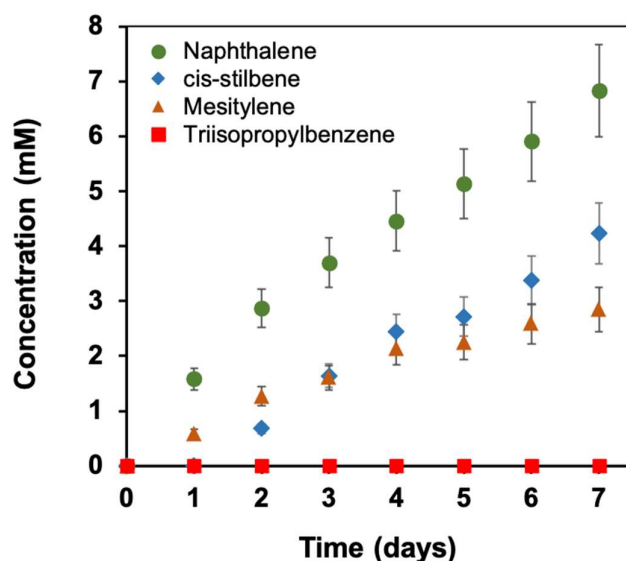 8
7
6
5
4
3
2
1
0
Concentration (mM)
Naphthalene
cis-stilbene
Mesitylene
Triisopropylbenzene
0 1 2 3 4 5 6 7
Time (days)